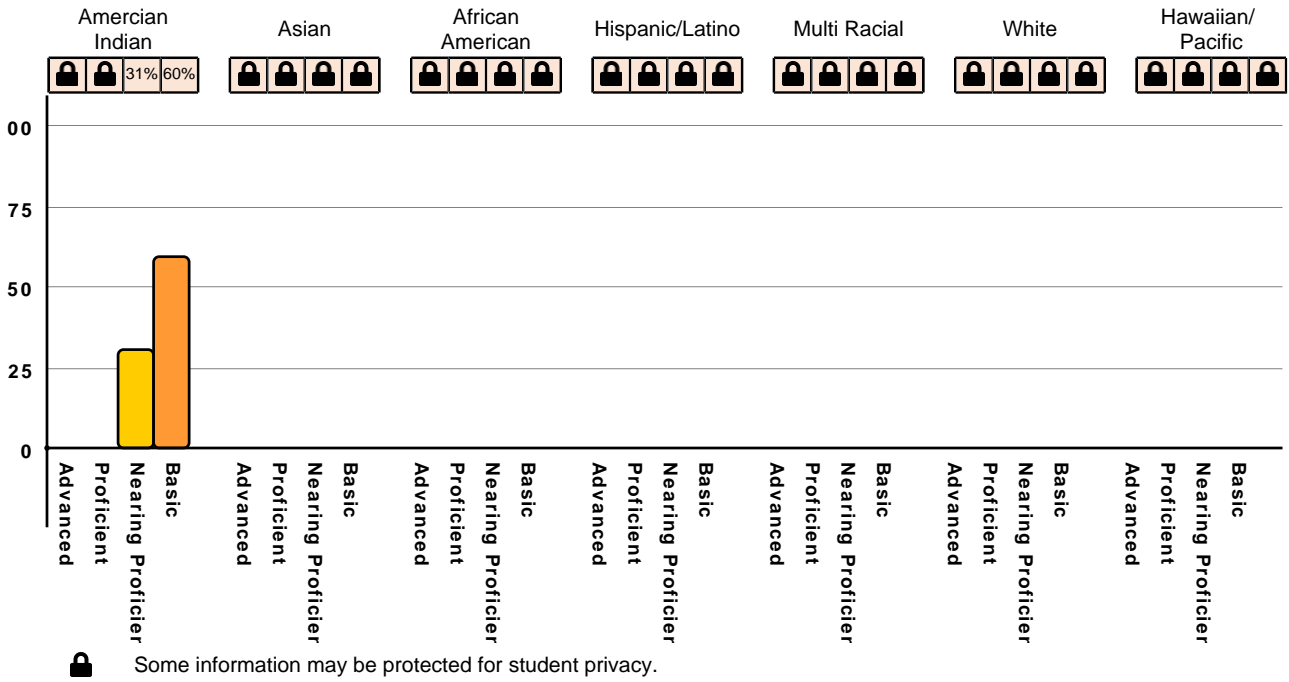 Amercian
Indian
Asian
African
American
Hispanic/Latino
Multi Racial
White
Hawaiian/
Pacific
31% 60%
00
75
50
25
0
Advanced
Proficient
Nearing Proficier
Basic
Advanced
Proficient
Nearing Proficier
Basic
Advanced
Proficient
Nearing Proficier
Basic
Advanced
Proficient
Nearing Proficier
Basic
Advanced
Proficient
Nearing Proficier
Basic
Advanced
Proficient
Nearing Proficier
Basic
Advanced
Proficient
Nearing Proficier
Basic
Some information may be protected for student privacy.